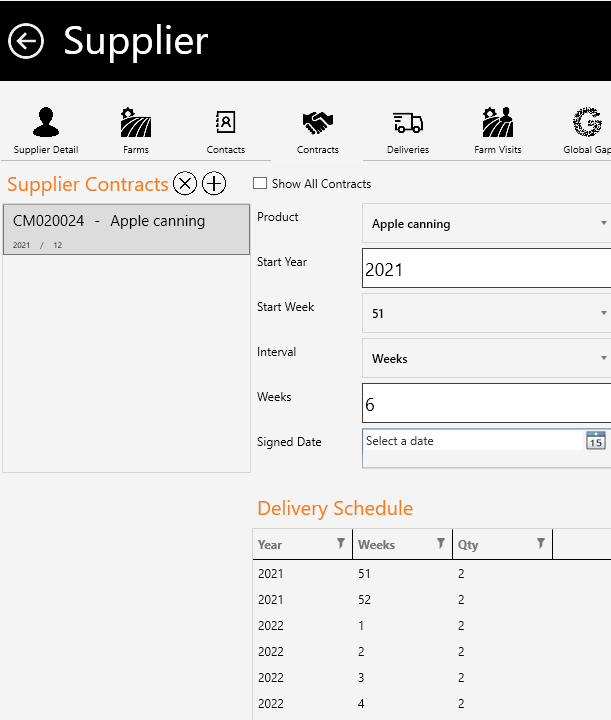 Supplier
Supplier Detail
Farms
Contacts
Contracts
Deliveries
Farm Visits
Global Gap
Supplier Contracts
Show All Contracts
CM020024 - Apple canning
2021 / 12
Product
Apple canning
Start Year
2021
Start Week
51
Interval
Weeks
Weeks
6
Signed Date
Select a date
15
Delivery Schedule
Year Weeks Qty
2021 51 2
2021 52 2
2022 1 2
2022 2 2
2022 3 2
2022 4 2